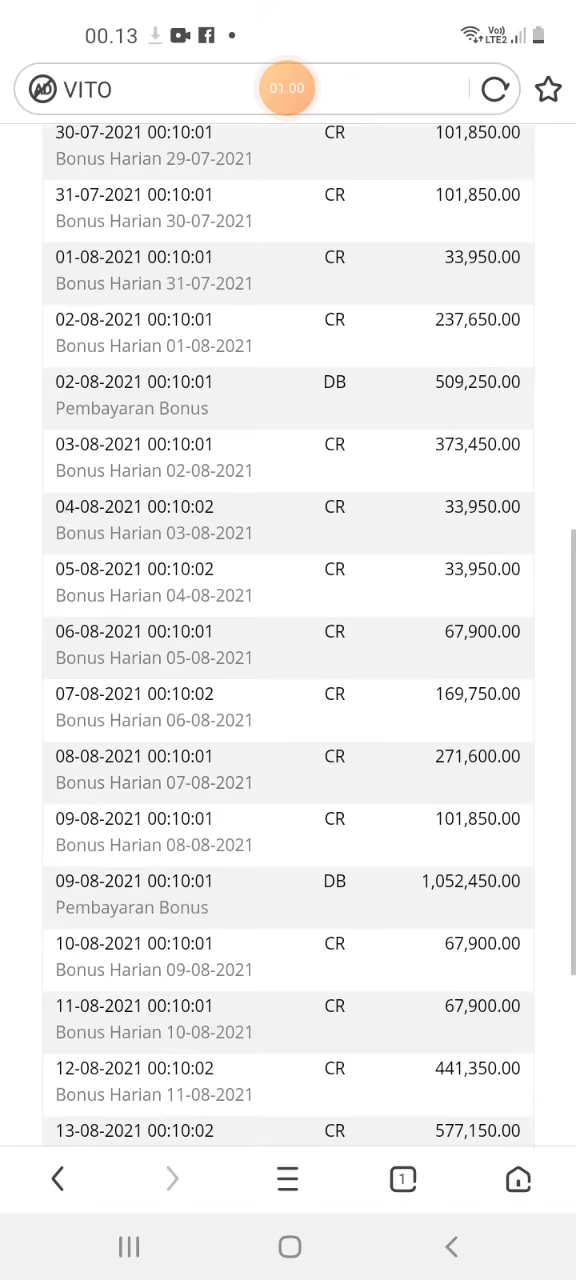 00.13
Vo))
LTE2
AD VITO
01.00
30-07-2021 00:10:01 CR 101,850.00
Bonus Harian 29-07-2021
31-07-2021 00:10:01 CR 101,850.00
Bonus Harian 30-07-2021
01-08-2021 00:10:01 CR 33,950.00
Bonus Harian 31-07-2021
02-08-2021 00:10:01 CR 237,650.00
Bonus Harian 01-08-2021
02-08-2021 00:10:01 DB 509,250.00
Pembayaran Bonus
03-08-2021 00:10:01 CR 373,450.00
Bonus Harian 02-08-2021
04-08-2021 00:10:02 CR 33,950.00
Bonus Harian 03-08-2021
05-08-2021 00:10:02 CR 33,950.00
Bonus Harian 04-08-2021
06-08-2021 00:10:01 CR 67,900.00
Bonus Harian 05-08-2021
07-08-2021 00:10:02 CR 169,750.00
Bonus Harian 06-08-2021
08-08-2021 00:10:01 CR 271,600.00
Bonus Harian 07-08-2021
09-08-2021 00:10:01 CR 101,850.00
Bonus Harian 08-08-2021
09-08-2021 00:10:01 DB 1,052,450.00
Pembayaran Bonus
10-08-2021 00:10:01 CR 67,900.00
Bonus Harian 09-08-2021
11-08-2021 00:10:01 CR 67,900.00
Bonus Harian 10-08-2021
12-08-2021 00:10:02 CR 441,350.00
Bonus Harian 11-08-2021
13-08-2021 00:10:02 CR 577,150.00
1